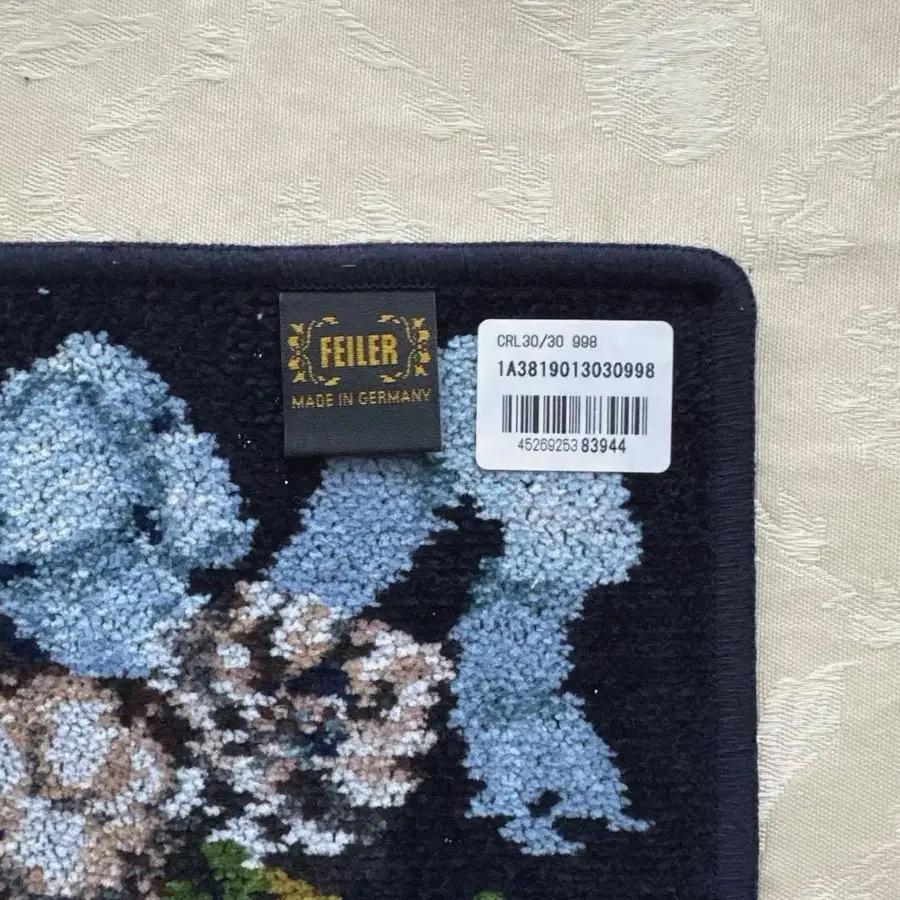 FEILER
MADE IN GERMANY
CRL30/30 998
1A3819013030998
4526925383944